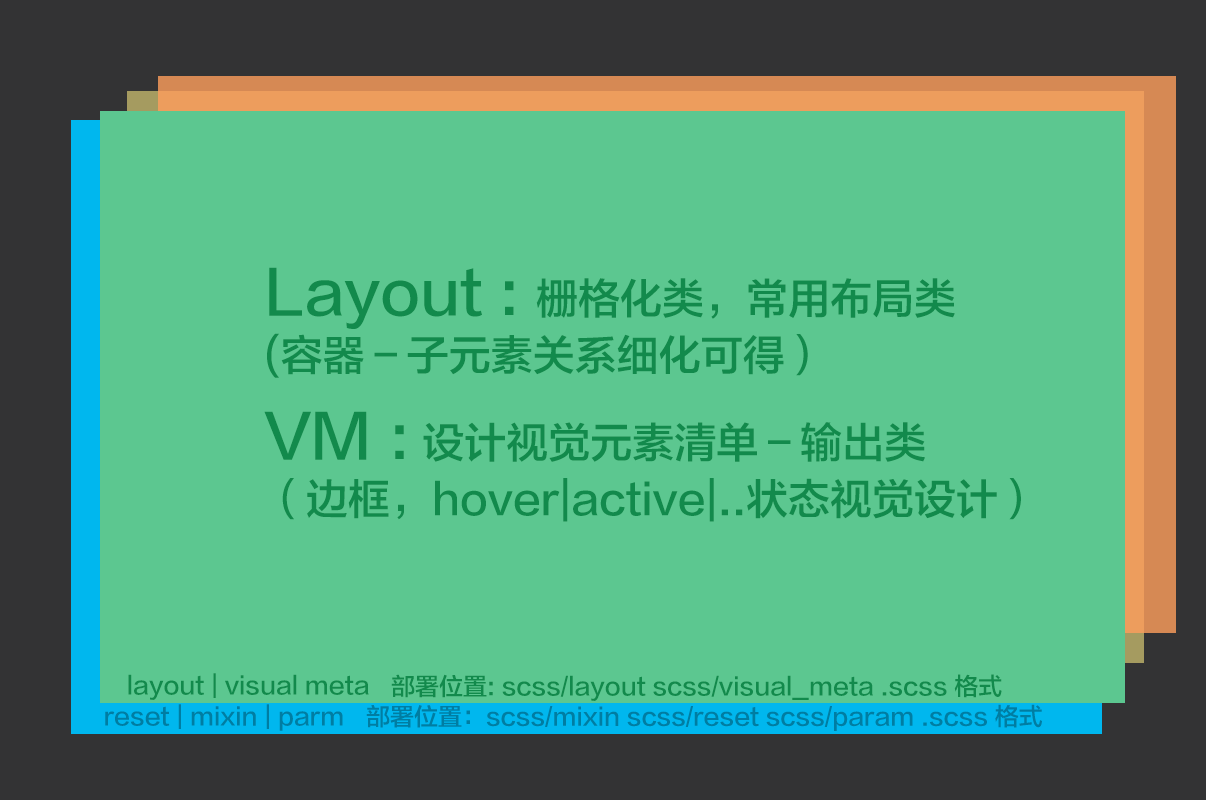 Layout：栅格化类，常用布局类
(容器 – 子元素关系细化可得 ）
VM：设计视觉元素清单 – 输出类
（ 边框，hover|active|..状态视觉设计 ）
layout | visual meta 部署位置: scss/layout scss/visual_meta .scss 格式
reset | mixin | parm 部署位置：scss/mixin scss/reset scss/param .scss 格式